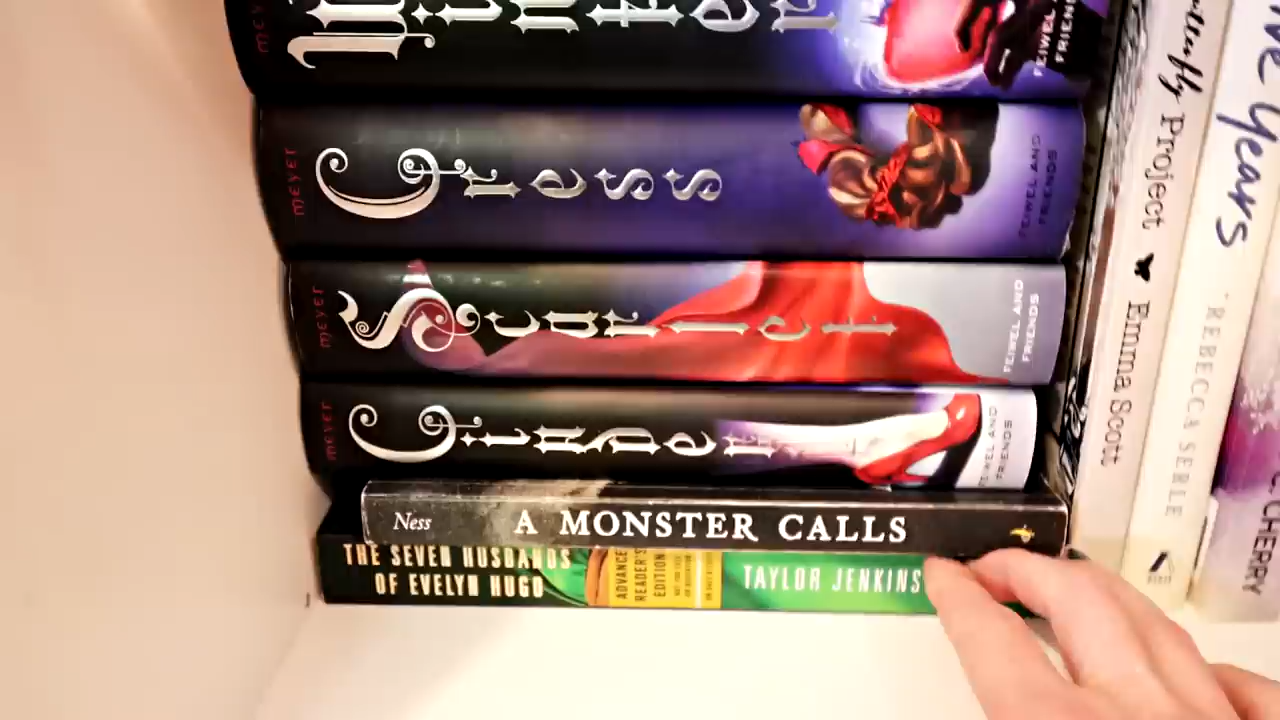 MEYER
Winter
FEIWEL AND
FRIENDS
MEYER
Cress
FEIWEL AND
FRIENDS
MEYER
Scarlet
FEIWEL AND
FRIENDS
MEYER
Cinder
FEIWEL AND
FRIENDS
Ness
A MONSTER CALLS
THE SEVEN HUSBANDS
OF EVELYN HUGO
ADVANCE
READER'S
EDITION
TAYLOR JENKINS
Project
Emma Scott
Years
REBECCA SERLE
CHERRY